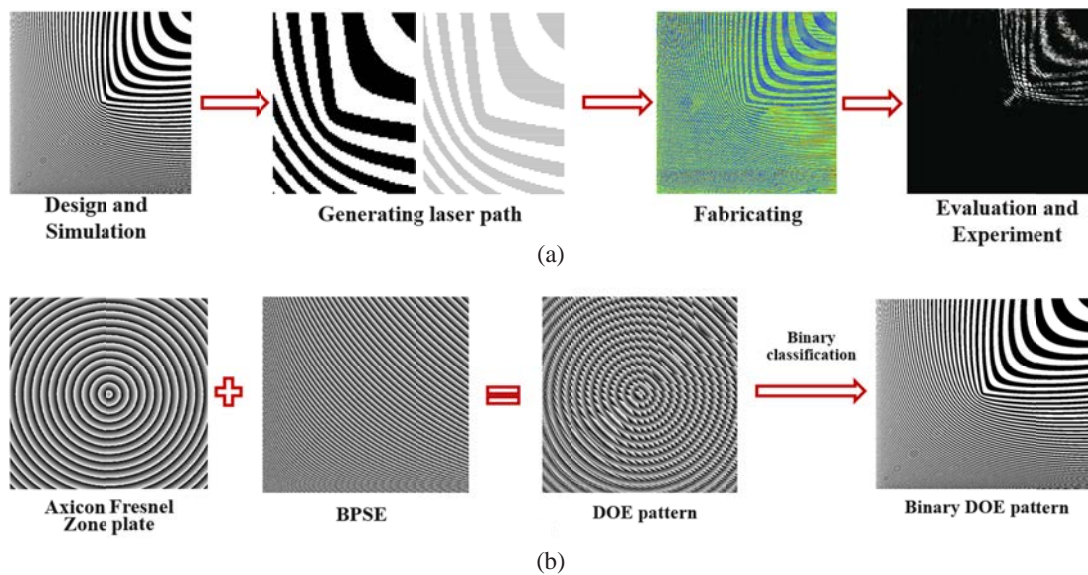 Design and
Simulation
Generating laser path
Fabricating
Evaluation and
Experiment
(a)
Binary
classification
Axicon Fresnel
Zone plate
BPSE
DOE pattern
Binary DOE pattern
(b)